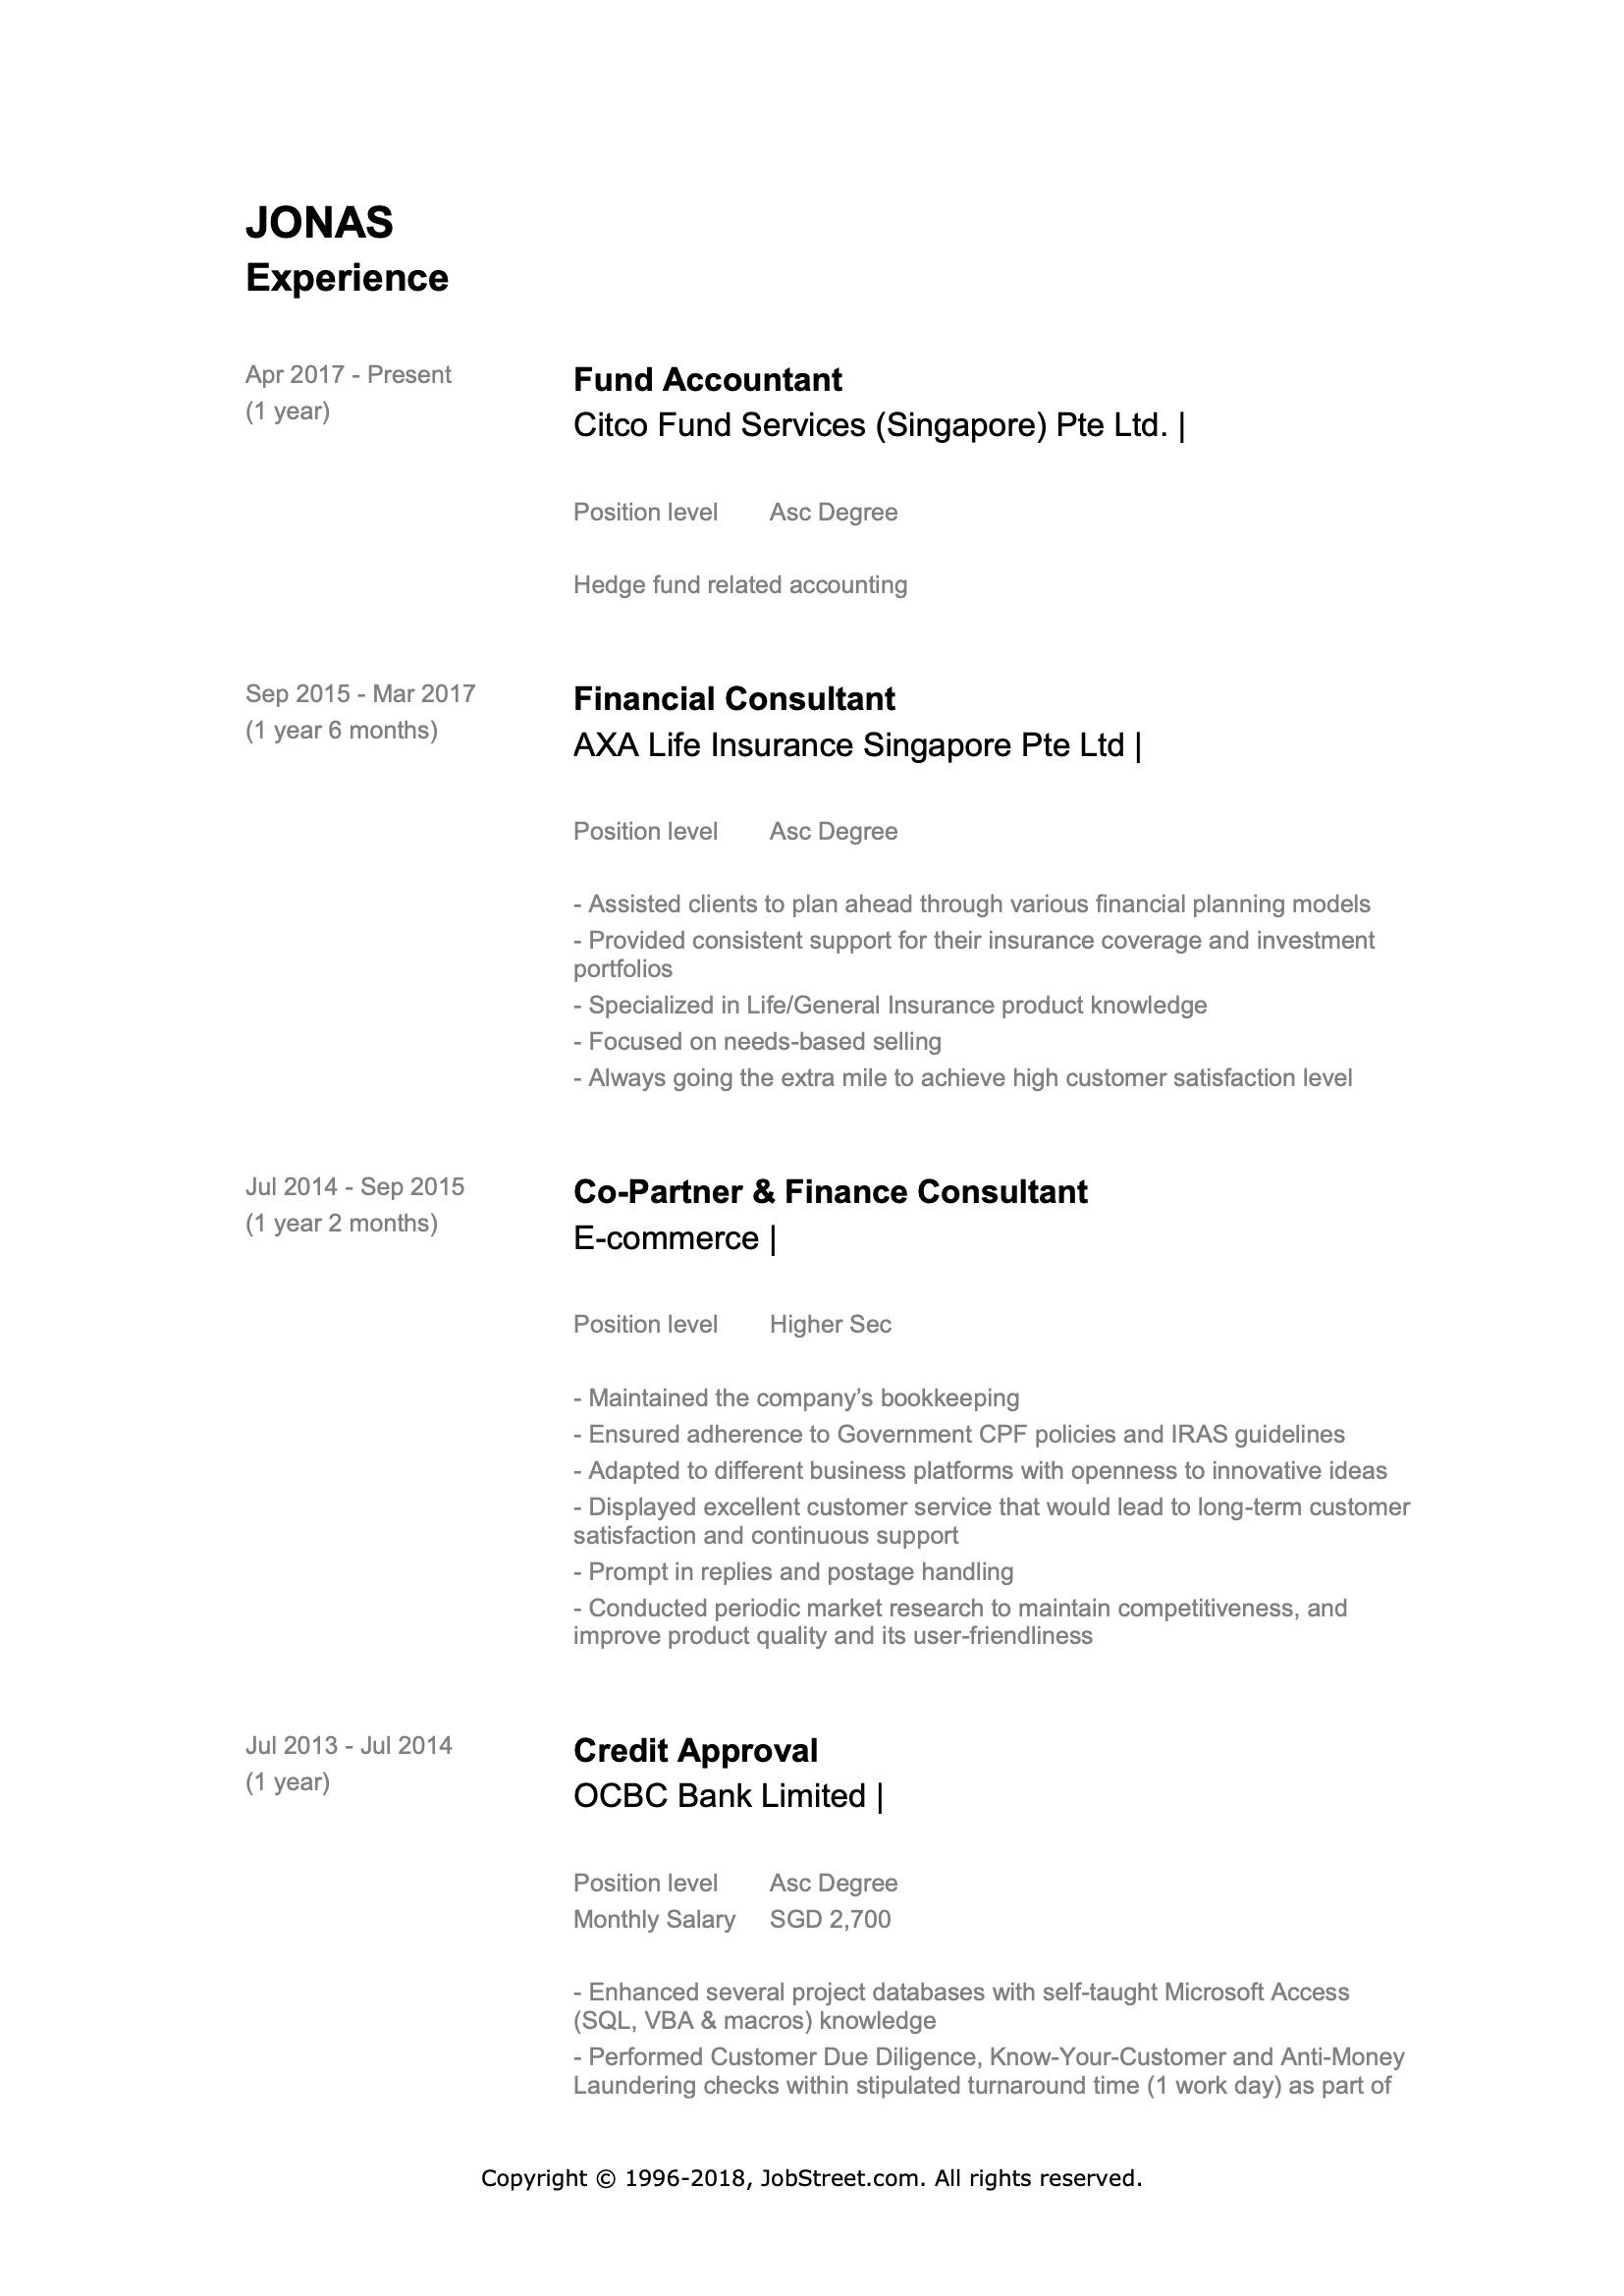 JONAS
Experience
Apr 2017 - Present
(1 year)
Fund Accountant
Citco Fund Services (Singapore) Pte Ltd. |
Position level Asc Degree
Hedge fund related accounting
Sep 2015 - Mar 2017
(1 year 6 months)
Financial Consultant
AXA Life Insurance Singapore Pte Ltd |
Position level Asc Degree
- Assisted clients to plan ahead through various financial planning models
- Provided consistent support for their insurance coverage and investment
portfolios
- Specialized in Life/General Insurance product knowledge
- Focused on needs-based selling
- Always going the extra mile to achieve high customer satisfaction level
Jul 2014 - Sep 2015
(1 year 2 months)
Co-Partner & Finance Consultant
E-commerce |
Position level Higher Sec
- Maintained the company’s bookkeeping
- Ensured adherence to Government CPF policies and IRAS guidelines
- Adapted to different business platforms with openness to innovative ideas
- Displayed excellent customer service that would lead to long-term customer
satisfaction and continuous support
- Prompt in replies and postage handling
- Conducted periodic market research to maintain competitiveness, and
improve product quality and its user-friendliness
Jul 2013 - Jul 2014
(1 year)
Credit Approval
OCBC Bank Limited |
Position level Asc Degree
Monthly Salary SGD 2,700
- Enhanced several project databases with self-taught Microsoft Access
(SQL, VBA & macros) knowledge
- Performed Customer Due Diligence, Know-Your-Customer and Anti-Money
Laundering checks within stipulated turnaround time (1 work day) as part of
Copyright © 1996-2018, JobStreet.com. All rights reserved.